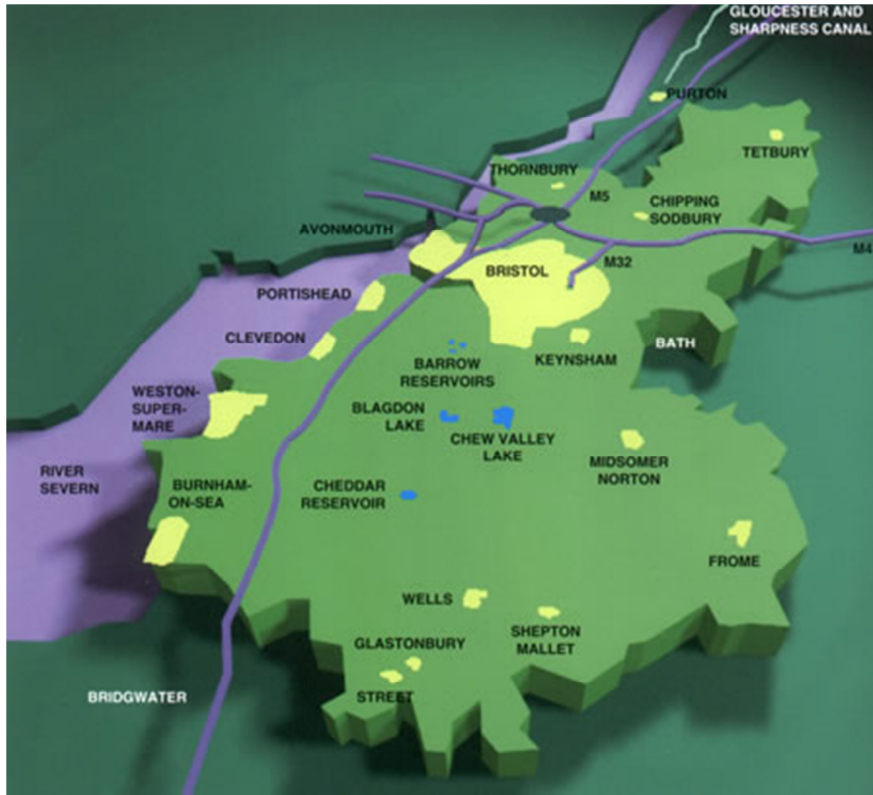 GLOUCESTER AND
SHARPNESS CANAL
PURTON
TETBURY
THORNBURY
M5
CHIPPING
SODBURY
AVONMOUTH
M4
M32
BRISTOL
PORTISHEAD
CLEVEDON
KEYNSHAM
BATH
BARROW
RESERVOIRS
WESTON-
SUPER-
MARE
BLAGDON
LAKE
CHEW VALLEY
LAKE
MIDSOMER
NORTON
RIVER
SEVERN
BURNHAM-
ON-SEA
CHEDDAR
RESERVOIR
FROME
WELLS
SHEPTON
MALLET
GLASTONBURY
STREET
BRIDGWATER